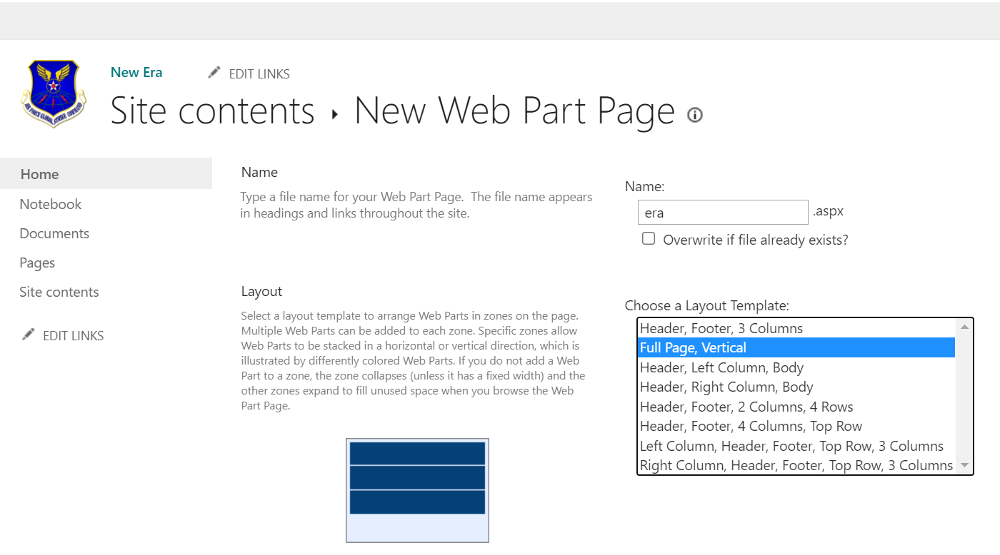 New Era
EDIT LINKS
AIR FORCE GLOBAL STRIKE COMMAND
Site contents ▸ New Web Part Page
Home
Notebook
Documents
Pages
Site contents
EDIT LINKS
Name
Type a file name for your Web Part Page.  The file name appears
in headings and links throughout the site.
Name:
era .aspx
Overwrite if file already exists?
Layout
Select a layout template to arrange Web Parts in zones on the page.
Multiple Web Parts can be added to each zone. Specific zones allow
Web Parts to be stacked in a horizontal or vertical direction, which is
illustrated by differently colored Web Parts. If you do not add a Web
Part to a zone, the zone collapses (unless it has a fixed width) and the
other zones expand to fill unused space when you browse the Web
Part Page.
Choose a Layout Template:
Header, Footer, 3 Columns
Full Page, Vertical
Header, Left Column, Body
Header, Right Column, Body
Header, Footer, 2 Columns, 4 Rows
Header, Footer, 4 Columns, Top Row
Left Column, Header, Footer, Top Row, 3 Columns
Right Column, Header, Footer, Top Row, 3 Columns